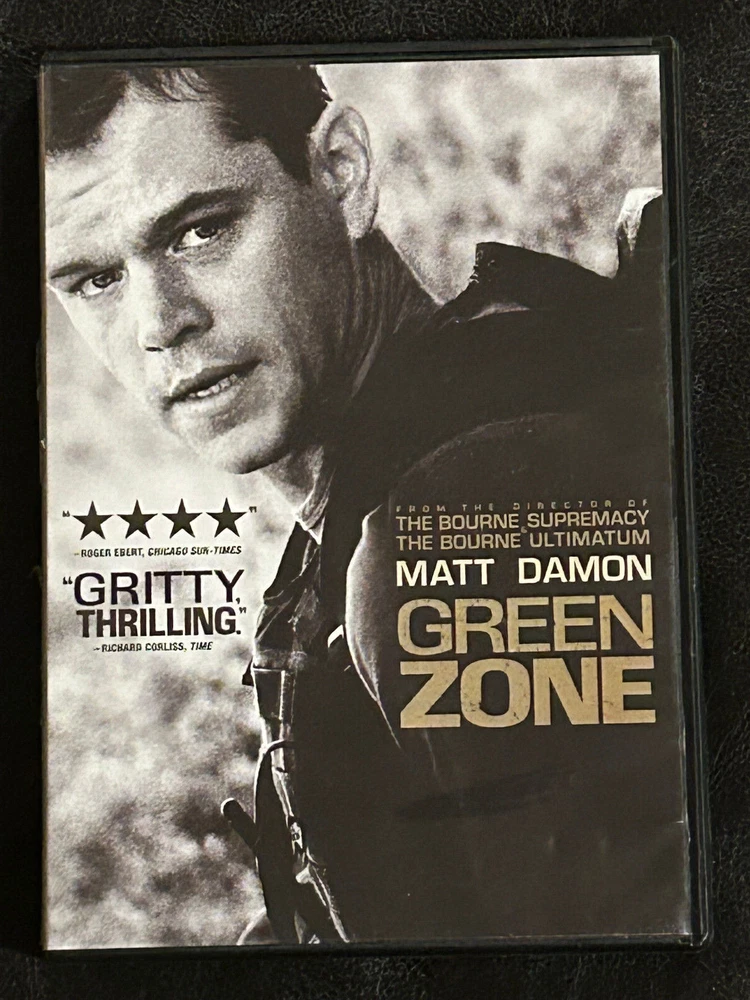 "★★★★"
–ROGER EBERT, CHICAGO SUN-TIMES
"GRITTY,
THRILLING."
–RICHARD CORLISS, TIME
FROM THE DIRECTOR OF
THE BOURNE SUPREMACY
&
THE BOURNE ULTIMATUM
MATT DAMON
GREEN
ZONE